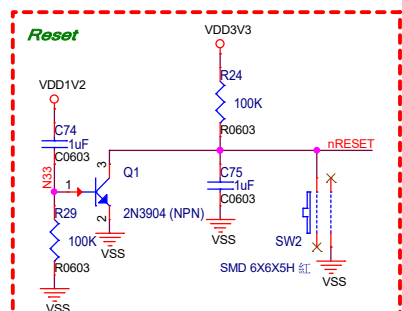 Reset
VDD3V3
R24
VDD1V2
100K
C74
1uF
C0603
R0603
nRESET
N33
3
Q1
C75
1uF
C0603
1
R29
2
2N3904 (NPN)
100K
VSS
VSS
SW2
R0603
SMD 6X6X5H 紅
VSS
VSS